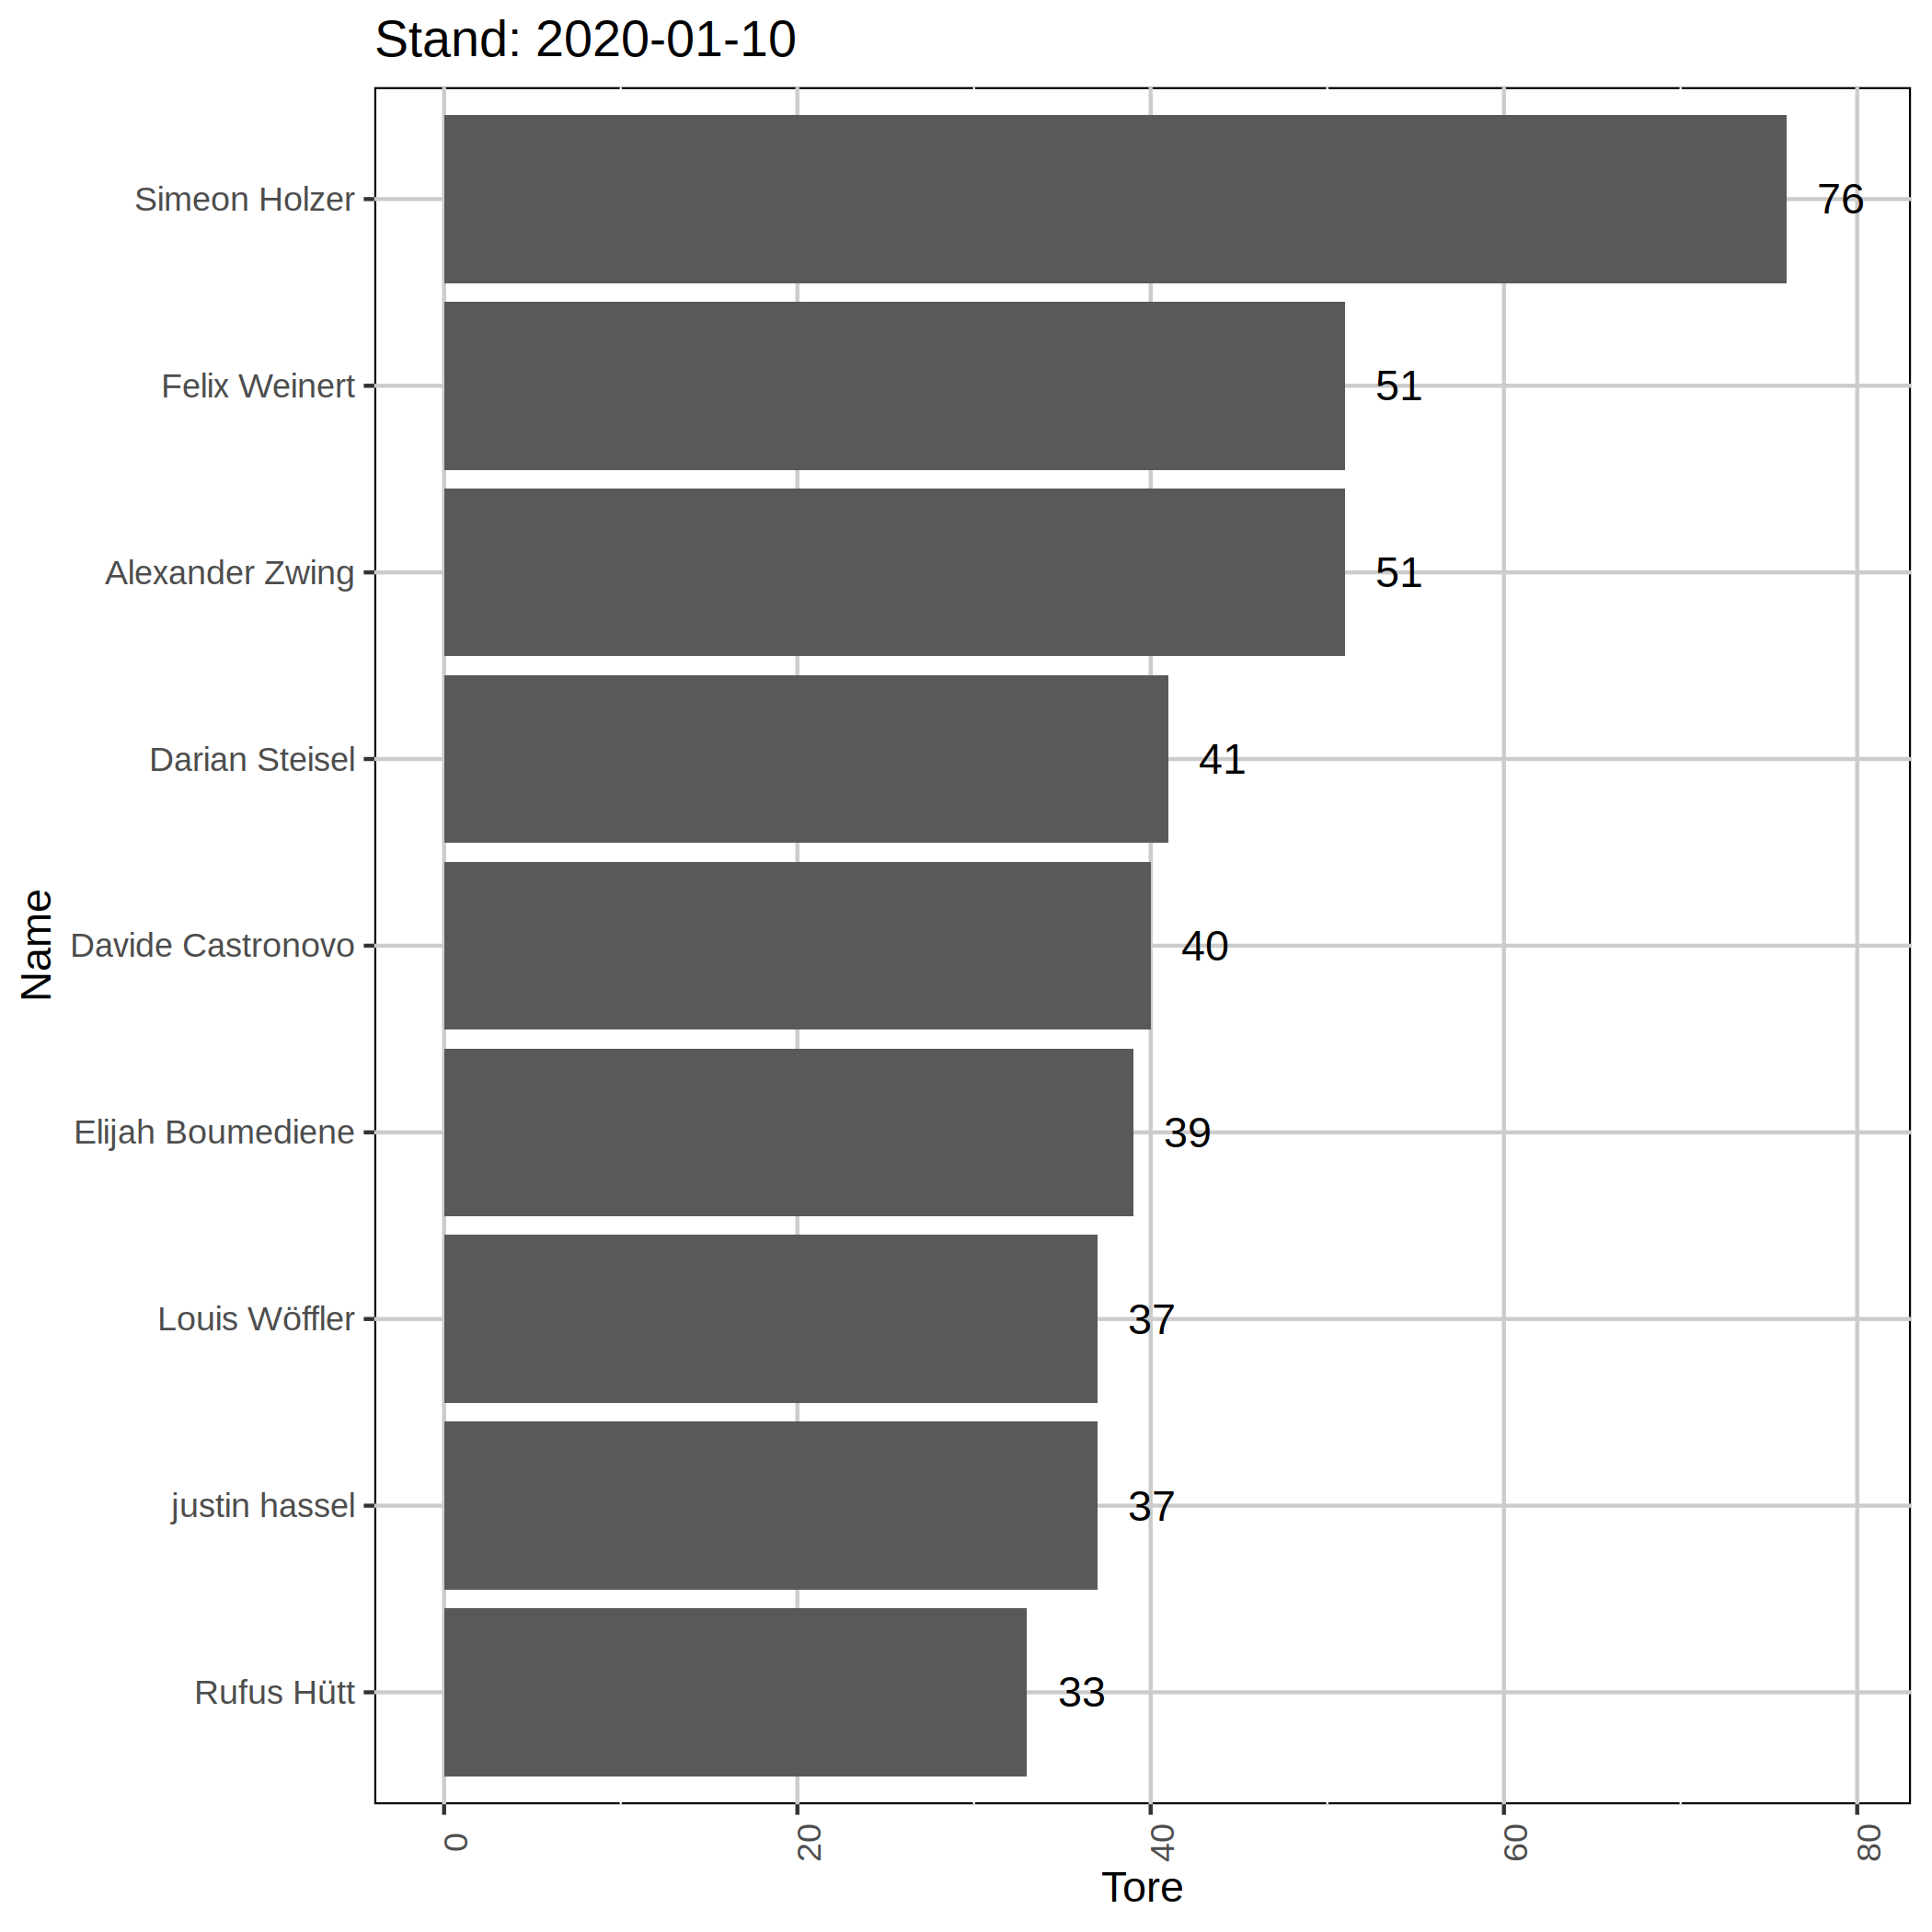 Stand: 2020-01-10
Simeon Holzer 76
Felix Weinert 51
Alexander Zwing 51
Darian Steisel 41
Davide Castronovo 40
Elijah Boumediene 39
Louis Wöffler 37
justin hassel 37
Rufus Hütt 33
Name
0 20 40 60 80
Tore